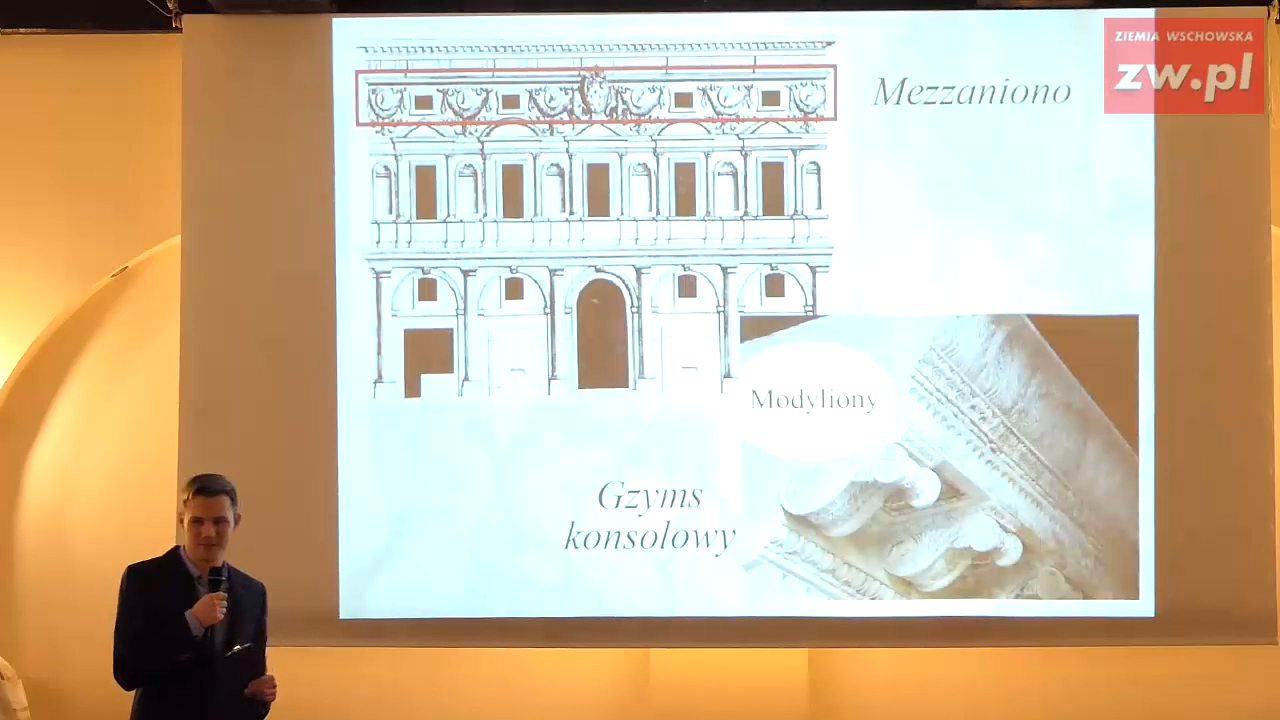 ZIEMIA WSCHOWSKA
zw.pl
Mezzaniono
Modyliony
Gzyms
konsolowy